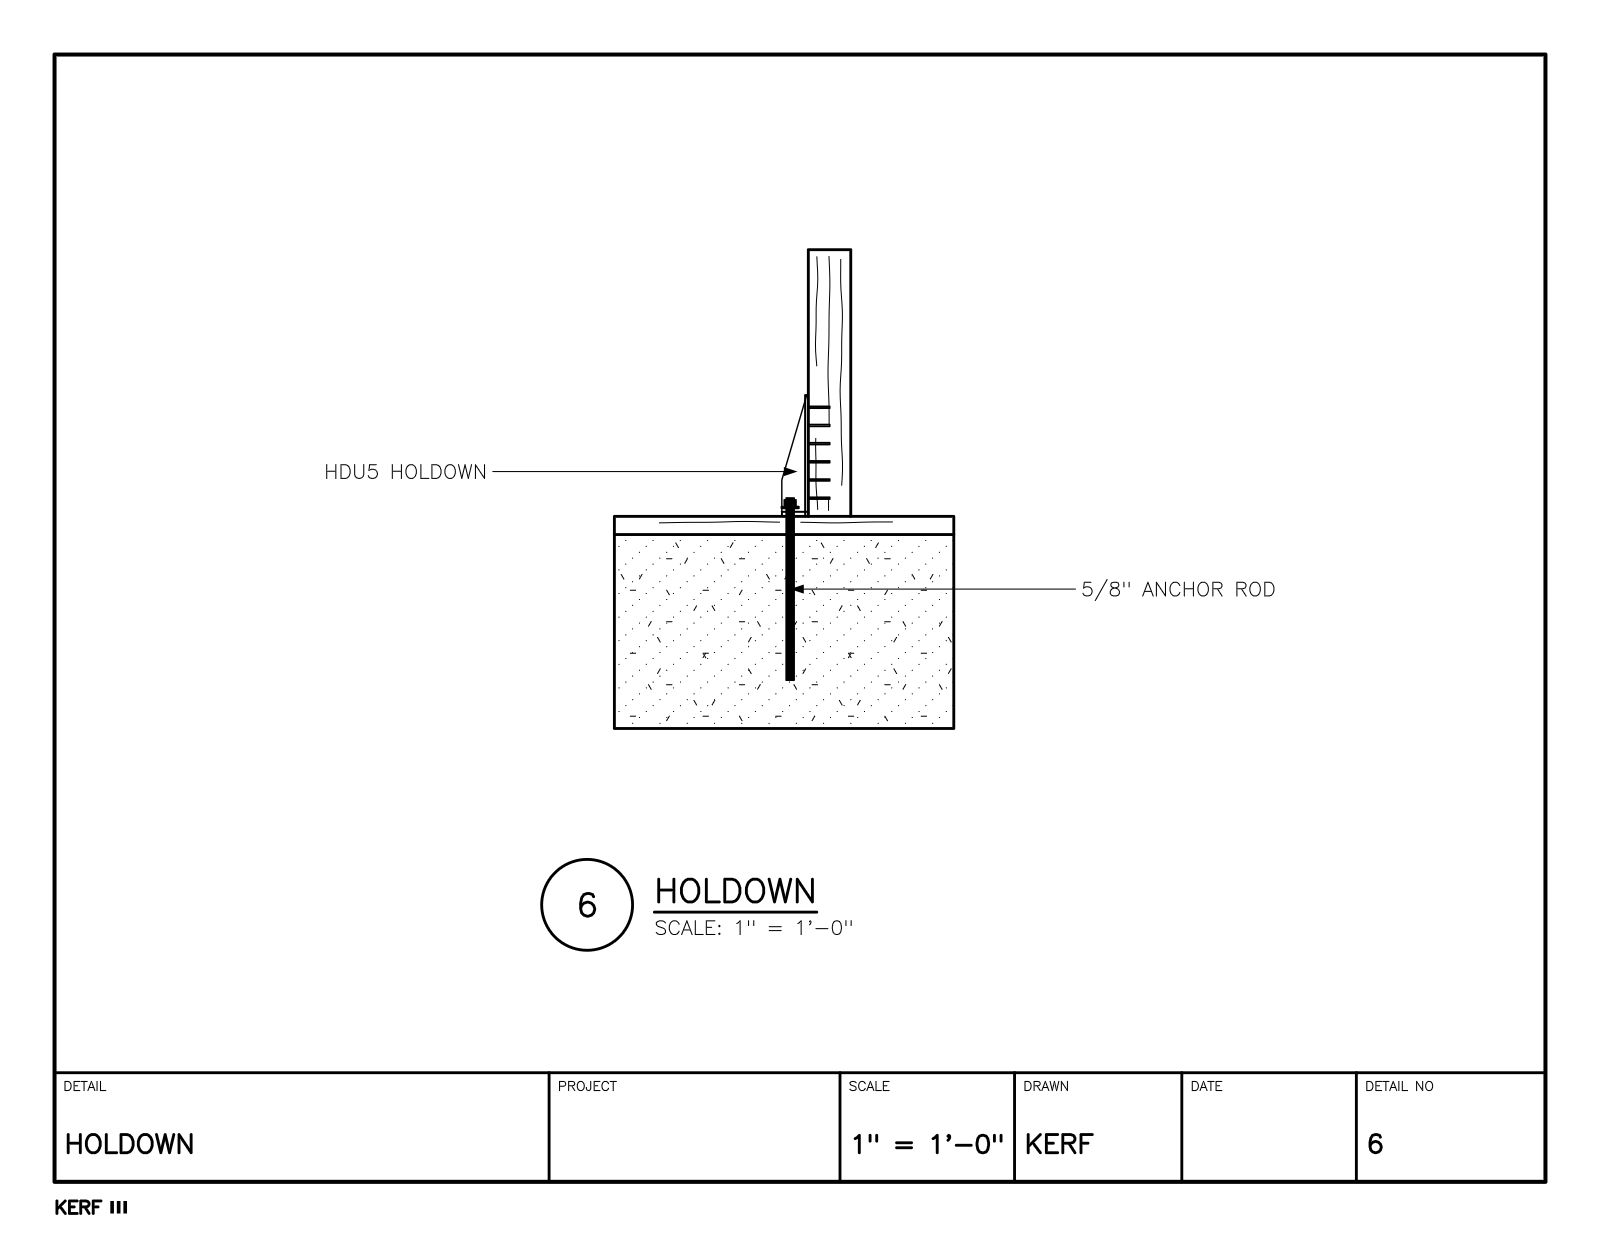 HDU5 HOLDOWN
5/8" ANCHOR ROD
6
HOLDOWN
SCALE: 1" = 1'-0"
DETAIL
HOLDOWN
PROJECT
SCALE
1" = 1'-0"
DRAWN
KERF
DATE
DETAIL NO
6
KERF III